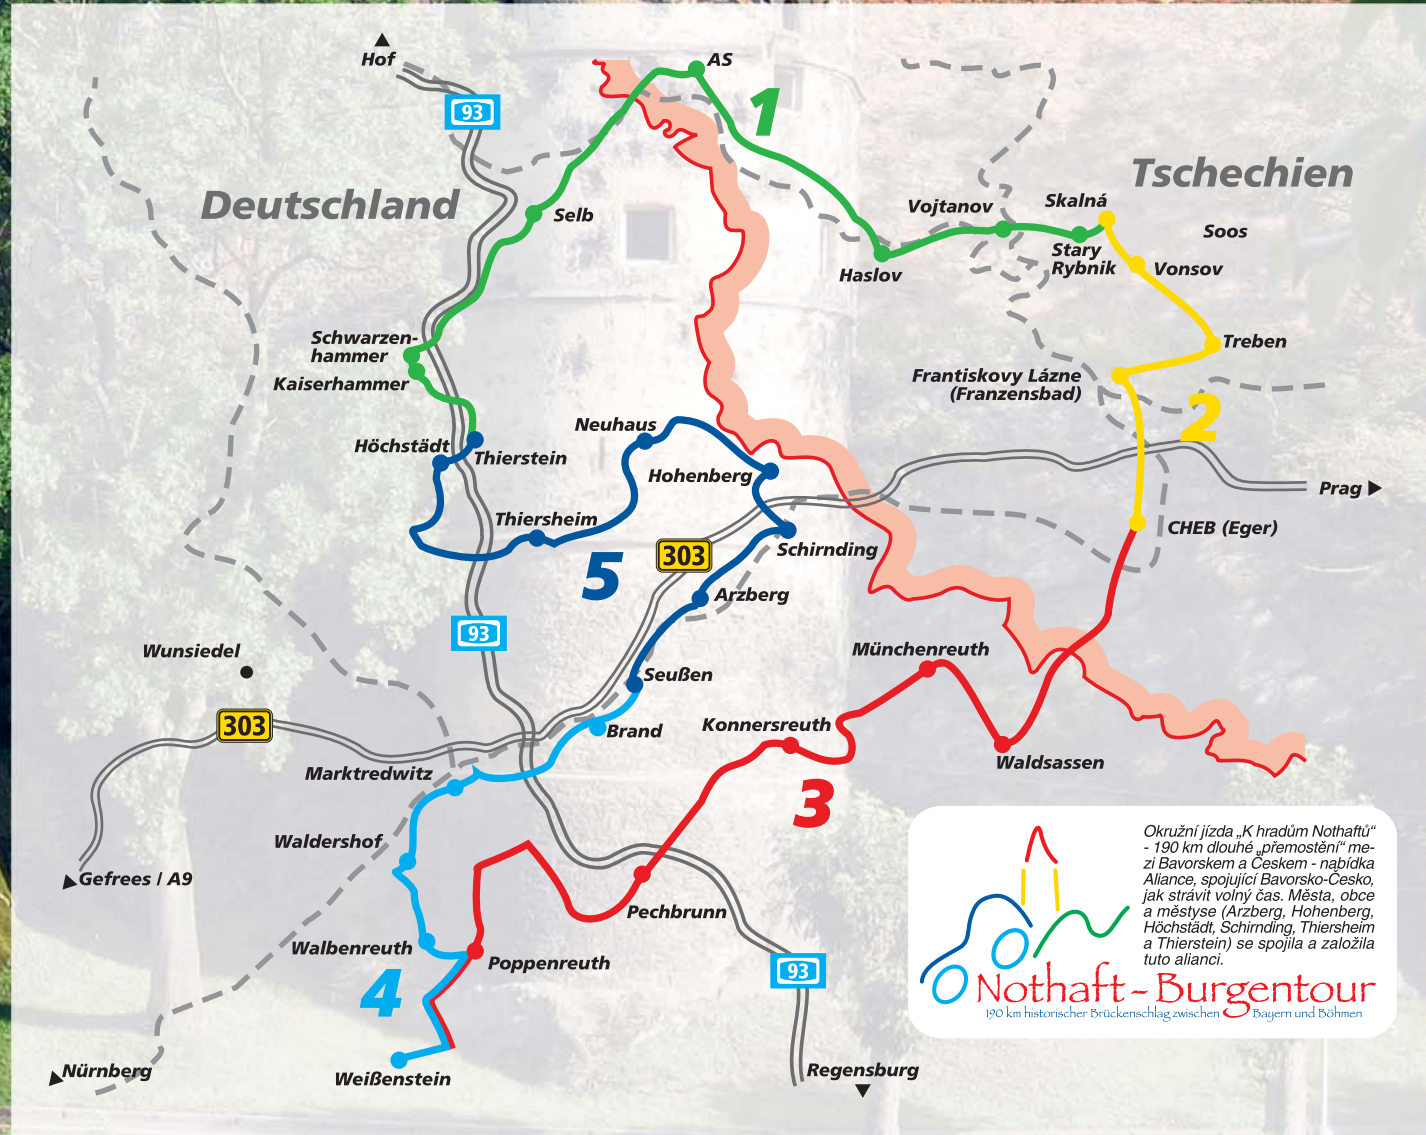 Hof
AS
93
1
Tschechien
Deutschland
Selb
Vojtanov
Skalná
Soos
Stary
Rybnik
Vonsov
Haslov
Schwarzen-
hammer
Kaiserhammer
Treben
Frantiskovy Lázne
(Franzensbad)
2
Neuhaus
Höchstädt
Thierstein
Hohenberg
Prag
Thiersheim
CHEB (Eger)
303
Schirnding
5
Arzberg
93
Wunsiedel
Münchenreuth
Seußen
303
Brand
Konnersreuth
Waldsassen
Marktredwitz
3
Waldershof
Gefrees / A9
Pechbrunn
Walbenreuth
Poppenreuth
93
4
Nürnberg
Weißenstein
Regensburg
Okružní jízda „K hradům Nothaftů“
- 190 km dlouhé „přemostění“ me-
zi Bavorskem a Českem - nabídka
Aliance, spojující Bavorsko-Česko,
jak strávit volný čas. Města, obce
a městyse (Arzberg, Hohenberg,
Höchstädt, Schirnding, Thiersheim
a Thierstein) se spojila a založila
tuto alianci.
Nothaft - Burgentour
190 km historischer Brückenschlag zwischen Bayern und Böhmen